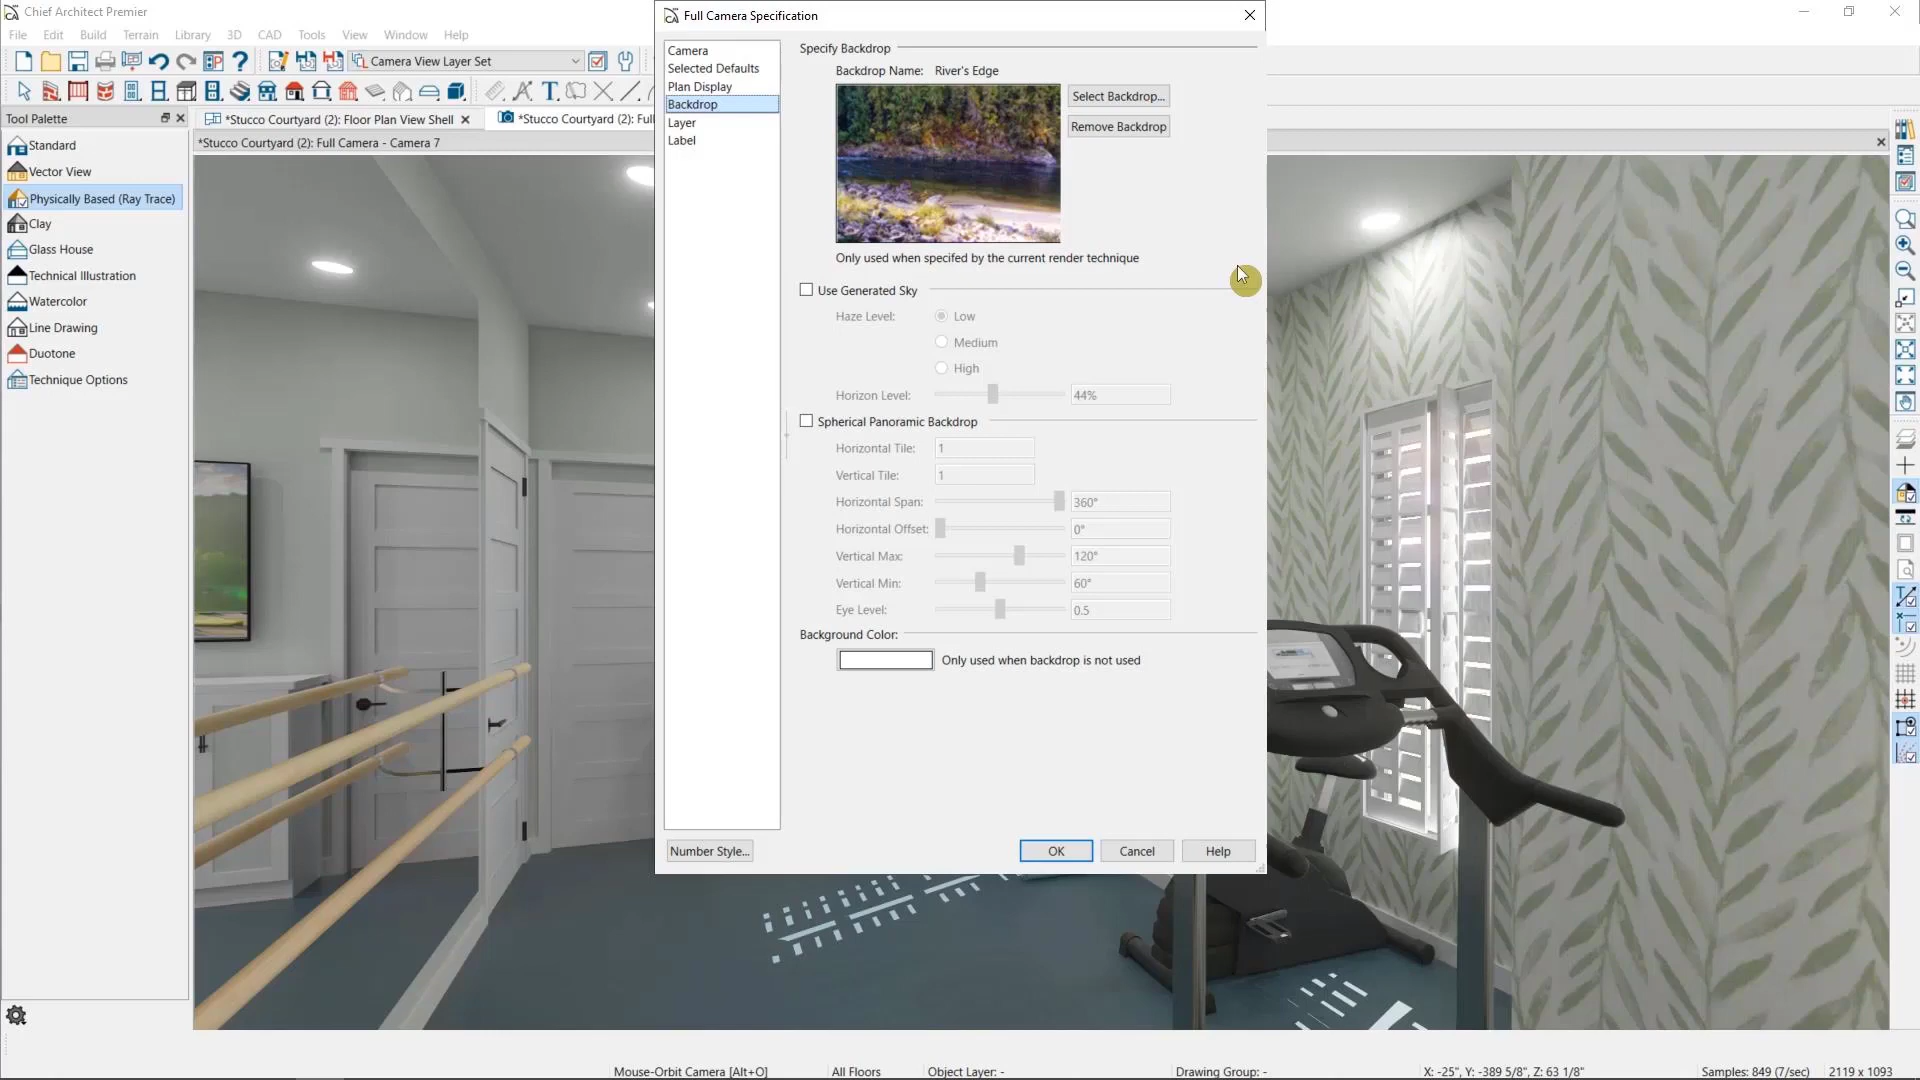 Chief Architect Premier
File Edit Build Terrain Library 3D CAD Tools View Window Help
Camera View Layer Set
Tool Palette
*Stucco Courtyard (2): Floor Plan View Shell
*Stucco Courtyard (2): Full
*Stucco Courtyard (2): Full Camera - Camera 7
Standard
Vector View
Physically Based (Ray Trace)
Clay
Glass House
Technical Illustration
Watercolor
Line Drawing
Duotone
Technique Options
Full Camera Specification
Camera
Selected Defaults
Plan Display
Backdrop
Layer
Label
Specify Backdrop
Backdrop Name: River's Edge
Select Backdrop...
Remove Backdrop
Only used when specifed by the current render technique
Use Generated Sky
Haze Level: Low
Medium
High
Horizon Level: 44%
Spherical Panoramic Backdrop
Horizontal Tile: 1
Vertical Tile: 1
Horizontal Span: 360°
Horizontal Offset: 0°
Vertical Max: 120°
Vertical Min: 60°
Eye Level: 0.5
Background Color:
Only used when backdrop is not used
Number Style...
OK Cancel Help
Mouse-Orbit Camera [Alt+O] All Floors Object Layer: - Drawing Group: - X: -25", Y: -389 5/8", Z: 63 1/8" Samples: 849 (7/sec) 2119 x 1093